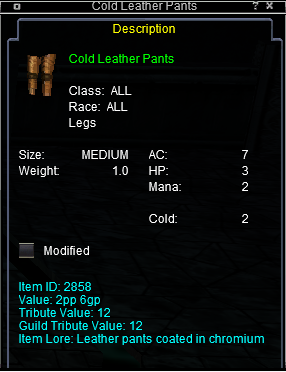 Cold Leather Pants ? ×
Description
Cold Leather Pants
Class: ALL
Race: ALL
Legs
Size: MEDIUM AC: 7
Weight: 1.0 HP: 3
Mana: 2
Cold: 2
Modified
Item ID: 2858
Value: 2pp 6gp
Tribute Value: 12
Guild Tribute Value: 12
Item Lore: Leather pants coated in chromium